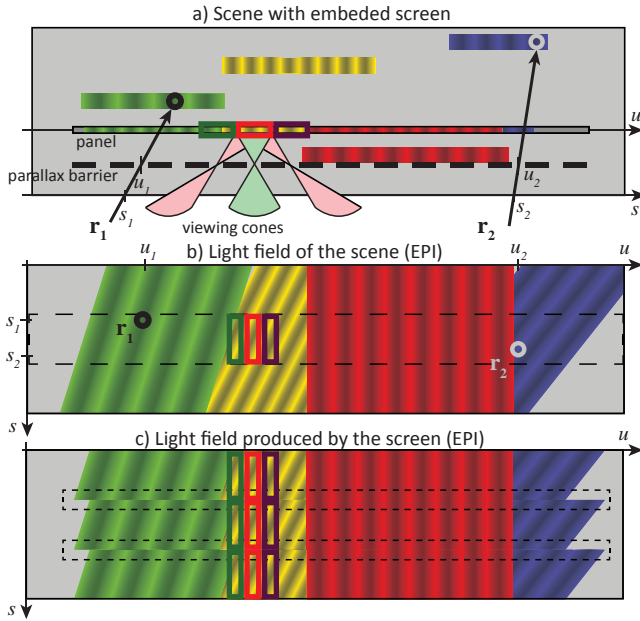 a) Scene with embeded screen
r₁
u
panel
parallax barrier
u₁
u₂
s₁
s₂
r₂
s
viewing cones
u₁
b) Light field of the scene (EPI)
u₂
u
s₁
r₁
s₂
r₂
s
c) Light field produced by the screen (EPI)
u
s